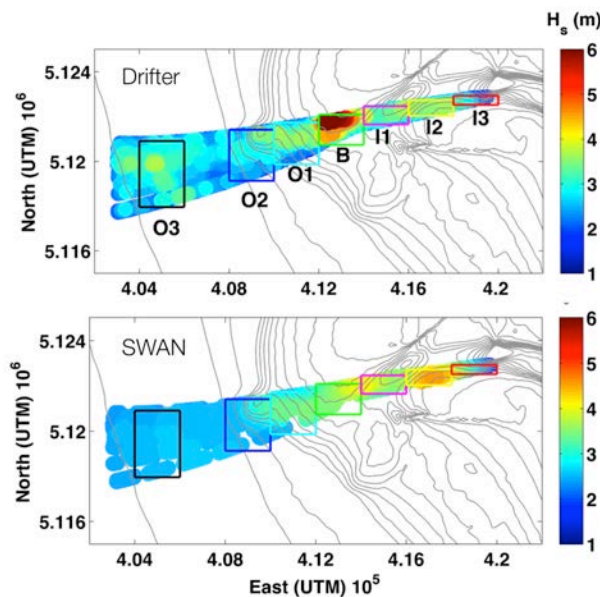 H_s (m)
Drifter
5.124
5.12
5.116
North (UTM) 10^6
O3
O2
O1
B
I1
I2
I3
4.04
4.08
4.12
4.16
4.2
6
5
4
3
2
1
SWAN
5.124
5.12
5.116
North (UTM) 10^6
4.04
4.08
4.12
4.16
4.2
East (UTM) 10^5
6
5
4
3
2
1